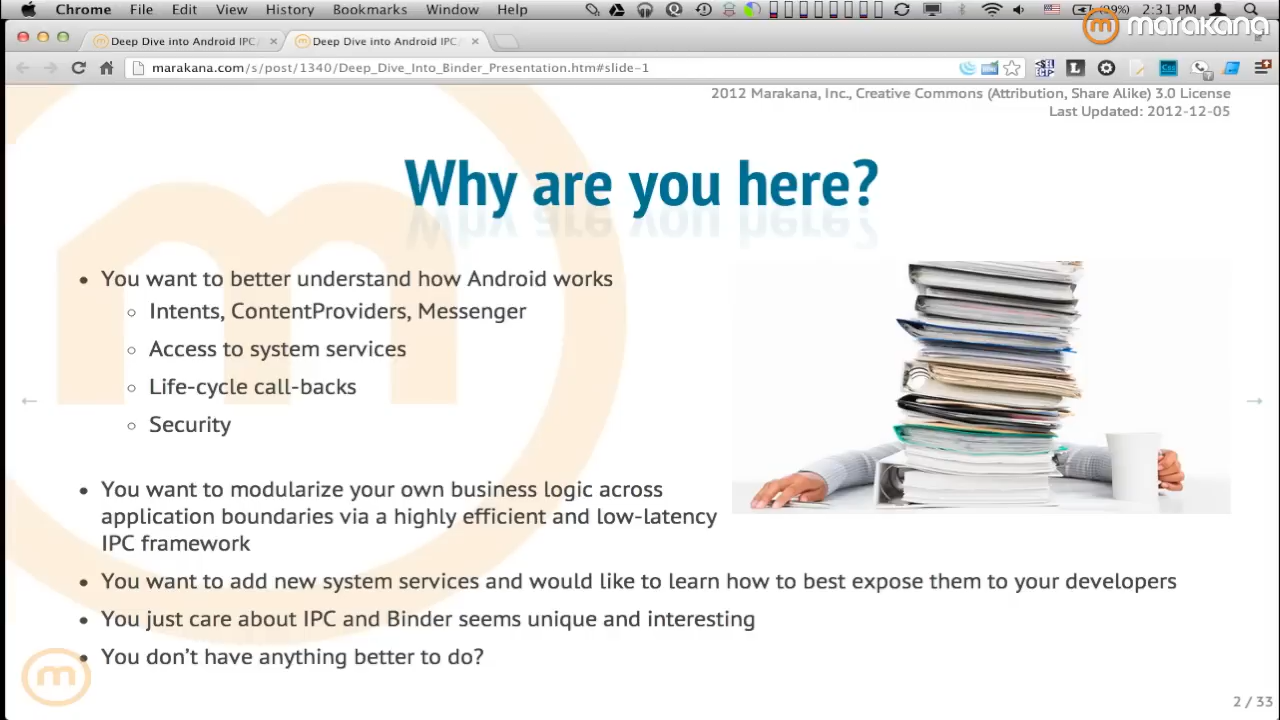 Chrome File Edit View History Bookmarks Window Help (99%) 2:31 PM
marakana
Deep Dive into Android IPC/ Deep Dive into Android IPC/
marakana.com/s/post/1340/Deep_Dive_Into_Binder_Presentation.htm#slide-1
2012 Marakana, Inc., Creative Commons (Attribution, Share Alike) 3.0 License
Last Updated: 2012-12-05
Why are you here?
• You want to better understand how Android works
◦ Intents, ContentProviders, Messenger
◦ Access to system services
◦ Life-cycle call-backs
◦ Security
• You want to modularize your own business logic across
application boundaries via a highly efficient and low-latency
IPC framework
• You want to add new system services and would like to learn how to best expose them to your developers
• You just care about IPC and Binder seems unique and interesting
• You don’t have anything better to do?
2 / 33